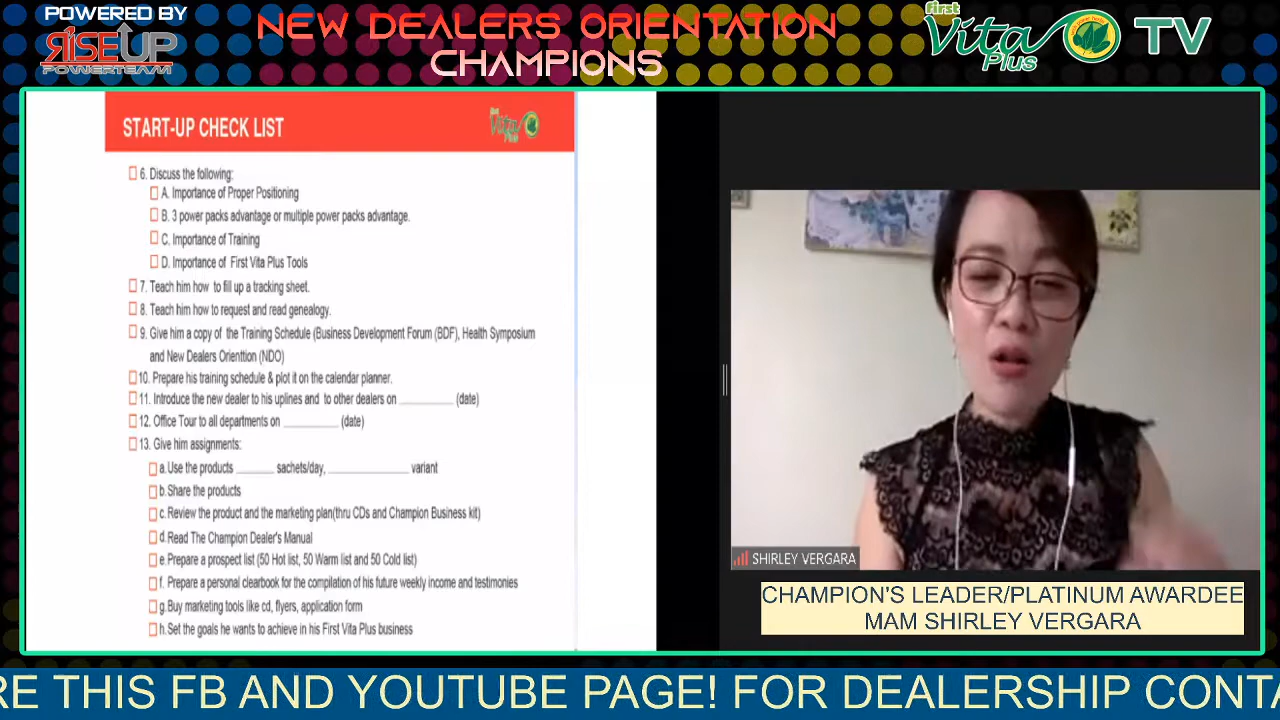 POWERED BY
RiSEUP
POWERTEAM
NEW DEALERS ORIENTATION
CHAMPIONS
first
Vita
Plus
TV
START-UP CHECK LIST
first
Vita
Plus
6. Discuss the following:
A. Importance of Proper Positioning
B. 3 power packs advantage or multiple power packs advantage.
C. Importance of Training
D. Importance of First Vita Plus Tools
7. Teach him how to fill up a tracking sheet.
8. Teach him how to request and read genealogy.
9. Give him a copy of the Training Schedule (Business Development Forum (BDF), Health Symposium
and New Dealers Orienttion (NDO)
10. Prepare his training schedule & plot it on the calendar planner.
11. Introduce the new dealer to his uplines and to other dealers on __________ (date)
12. Office Tour to all departments on __________ (date)
13. Give him assignments:
a. Use the products _______ sachets/day, _______________ variant
b. Share the products
c. Review the product and the marketing plan(thru CDs and Champion Business kit)
d. Read The Champion Dealer's Manual
e. Prepare a prospect list (50 Hot list, 50 Warm list and 50 Cold list)
f. Prepare a personal clearbook for the compilation of his future weekly income and testimonies
g. Buy marketing tools like cd, flyers, application form
h. Set the goals he wants to achieve in his First Vita Plus business
SHIRLEY VERGARA
CHAMPION'S LEADER/PLATINUM AWARDEE
MAM SHIRLEY VERGARA
RE THIS FB AND YOUTUBE PAGE! FOR DEALERSHIP CONTA